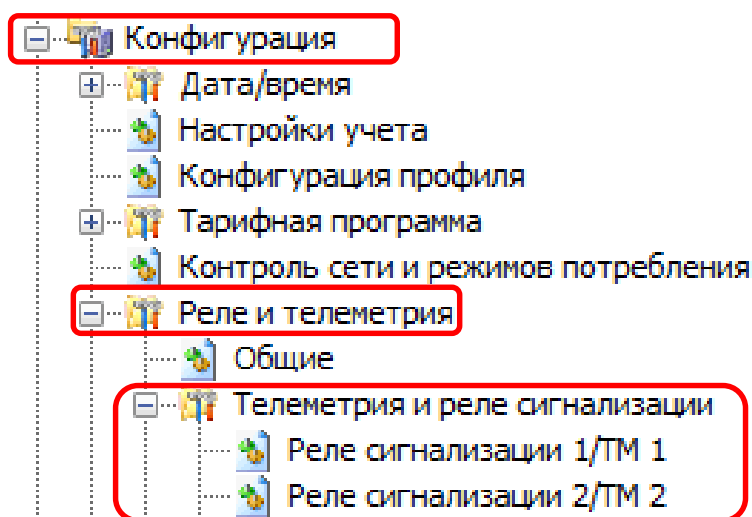 Конфигурация
Дата/время
Настройки учета
Конфигурация профиля
Тарифная программа
Контроль сети и режимов потребления
Реле и телеметрия
Общие
Телеметрия и реле сигнализации
Реле сигнализации 1/ТМ 1
Реле сигнализации 2/ТМ 2